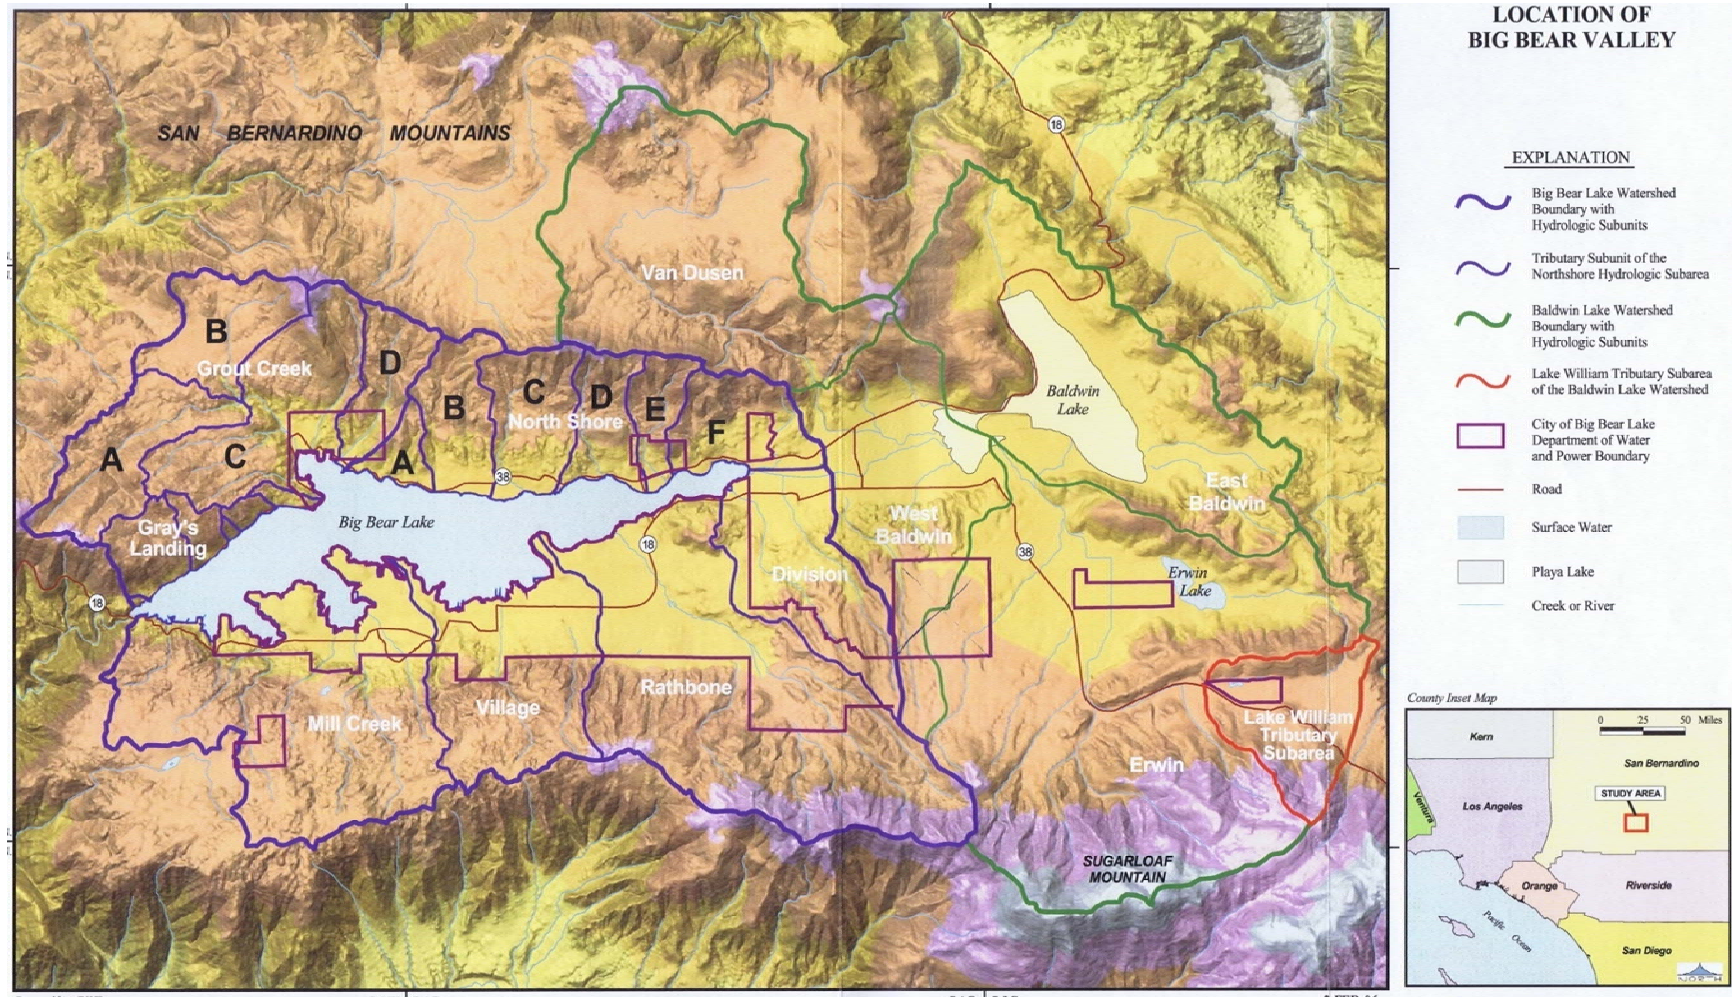 LOCATION OF
BIG BEAR VALLEY
EXPLANATION
Big Bear Lake Watershed
Boundary with
Hydrologic Subunits
Tributary Subunit of the
Northshore Hydrologic Subarea
Baldwin Lake Watershed
Boundary with
Hydrologic Subunits
Lake William Tributary Subarea
of the Baldwin Lake Watershed
City of Big Bear Lake
Department of Water
and Power Boundary
Road
Surface Water
Playa Lake
Creek or River
SAN BERNARDINO MOUNTAINS
18
Van Dusen
B
Grout Creek
D
B
C
D
E
F
North Shore
A
C
A
38
Baldwin
Lake
East
Baldwin
Gray's
Landing
Big Bear Lake
18
West
Baldwin
38
Division
Erwin
Lake
18
Rathbone
Village
Mill Creek
Lake William
Tributary
Subarea
Erwin
SUGARLOAF
MOUNTAIN
County Inset Map
0 25 50 Miles
Kern
San Bernardino
STUDY AREA
Los Angeles
Ventura
Orange
Riverside
Pacific Ocean
San Diego
NORTH